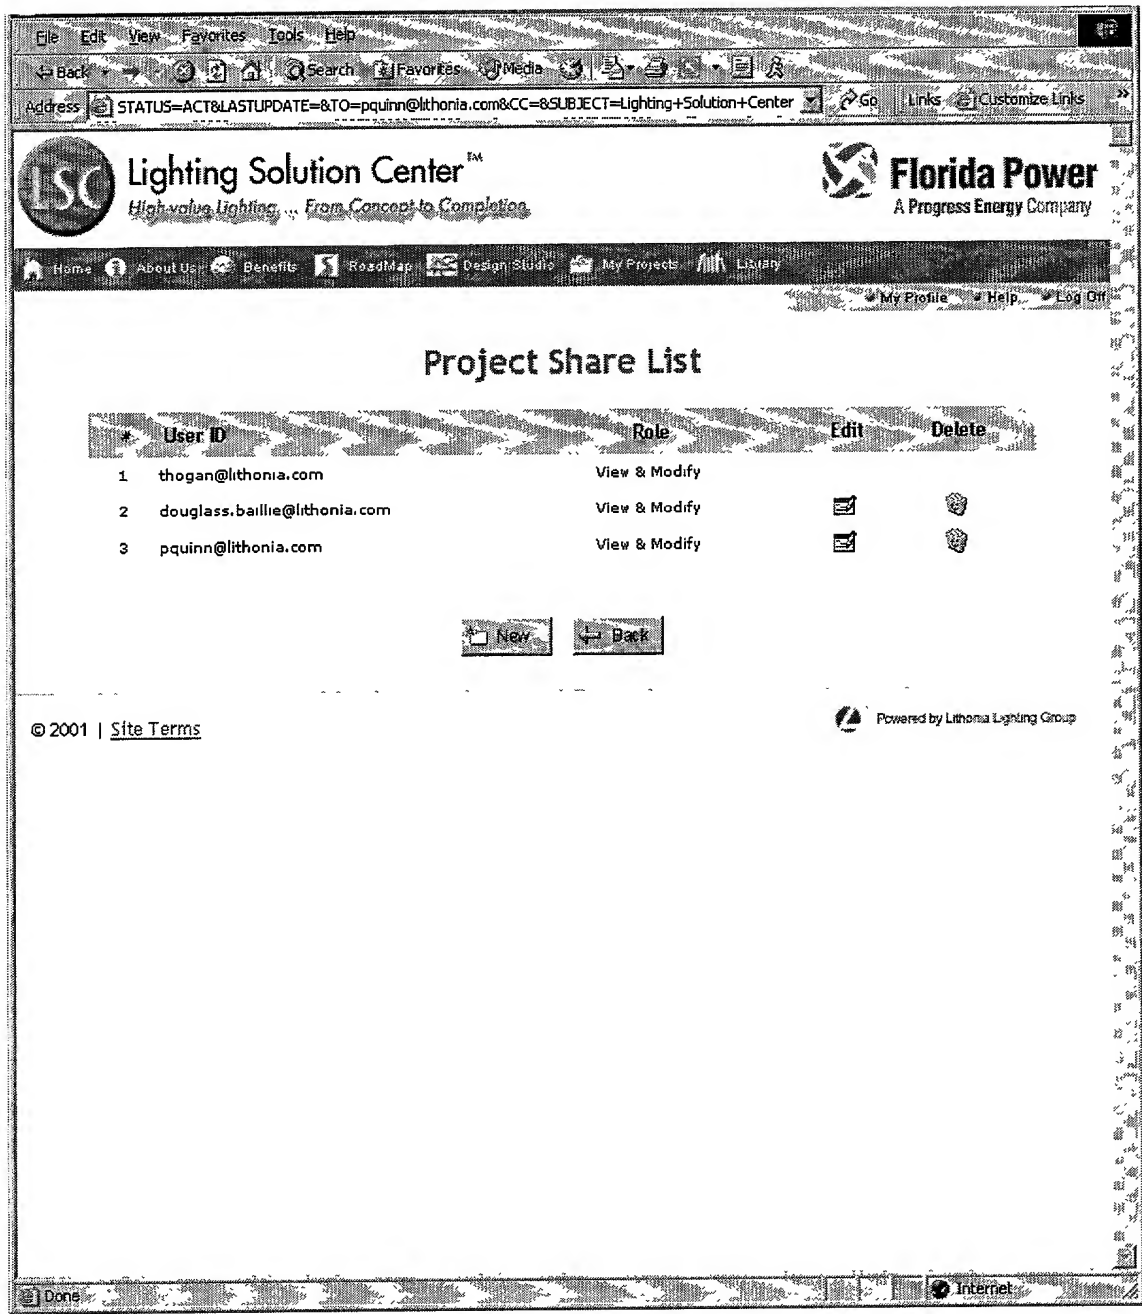 File Edit View Favorites Tools Help
Back Search Favorites Media
Address STATUS=ACT&LASTUPDATE=&TO=pquinn@lithonia.com&CC=&SUBJECT=Lighting+Solution+Center Go Links Customize Links »
LSC Lighting Solution Center™ Florida Power
High-value Lighting ... From Concept to Completion A Progress Energy Company
Home About Us Benefits RoadMap Design Studio My Projects Library
My Profile Help Log Off
Project Share List
# User ID Role Edit Delete
1 thogan@lithonia.com View & Modify
2 douglass.baillie@lithonia.com View & Modify
3 pquinn@lithonia.com View & Modify
New Back
© 2001 | Site Terms Powered by Lithonia Lighting Group
Done Internet